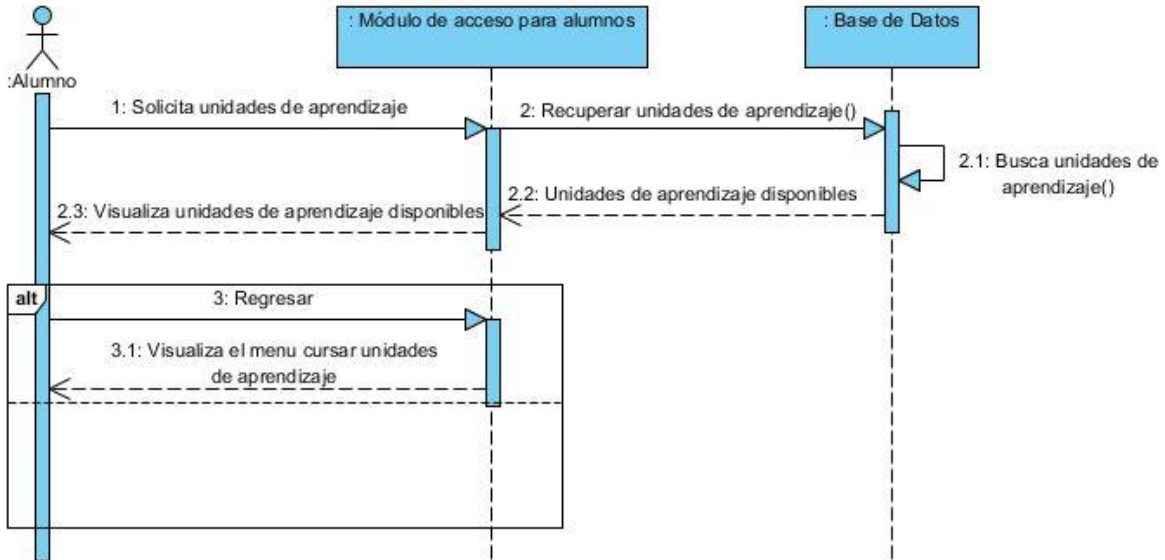 : Módulo de acceso para alumnos
: Base de Datos
:Alumno
1: Solicita unidades de aprendizaje
2: Recuperar unidades de aprendizaje()
2.1: Busca unidades de
aprendizaje()
2.2: Unidades de aprendizaje disponibles
2.3: Visualiza unidades de aprendizaje disponibles
alt
3: Regresar
3.1: Visualiza el menu cursar unidades
de aprendizaje